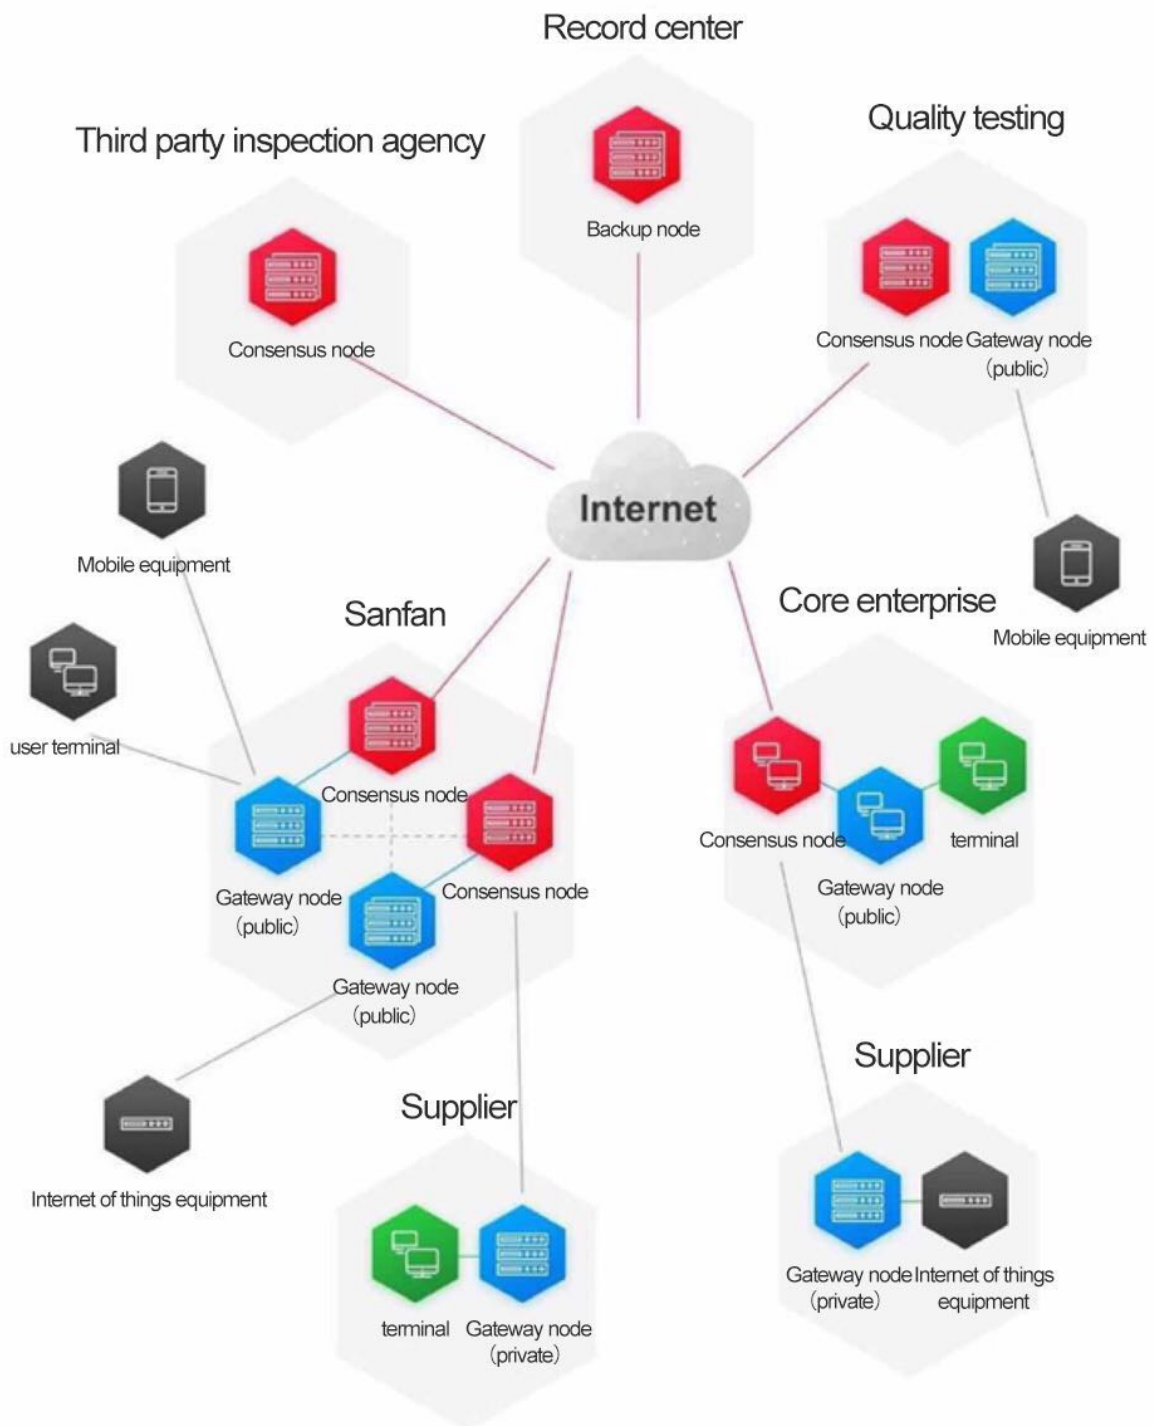 Record center
Backup node
Third party inspection agency
Consensus node
Quality testing
Consensus node
Gateway node
(public)
Internet
Mobile equipment
user terminal
Mobile equipment
Sanfan
Consensus node
Gateway node
(public)
Consensus node
Gateway node
(public)
Internet of things equipment
Core enterprise
Consensus node
terminal
Gateway node
(public)
Supplier
terminal
Gateway node
(private)
Supplier
Gateway node
(private)
Internet of things
equipment